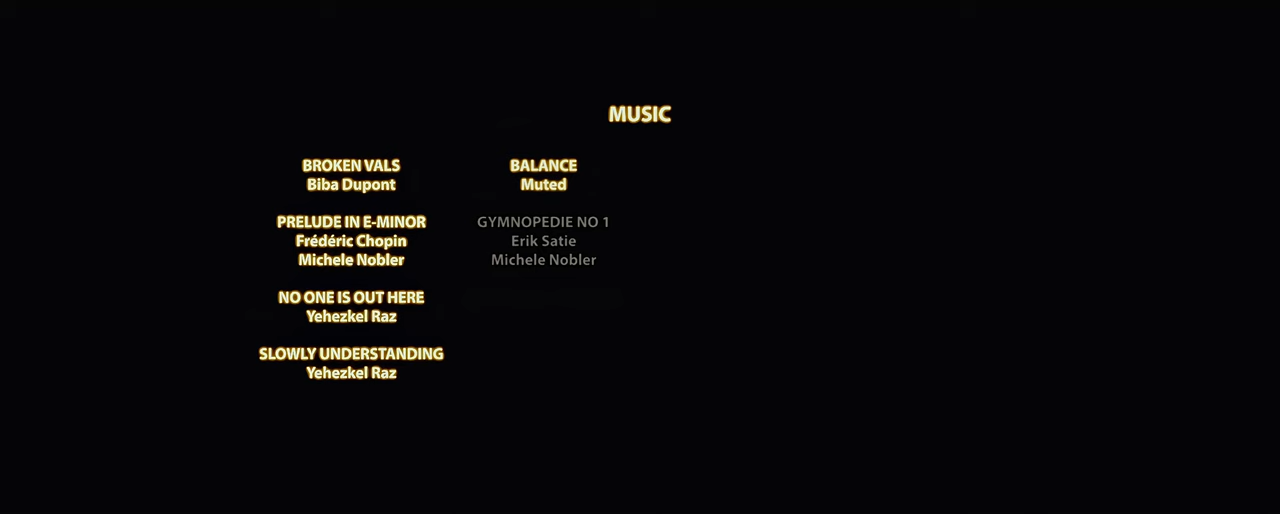 MUSIC
BROKEN VALS
Biba Dupont
PRELUDE IN E-MINOR
Frédéric Chopin
Michele Nobler
NO ONE IS OUT HERE
Yehezkel Raz
SLOWLY UNDERSTANDING
Yehezkel Raz
BALANCE
Muted
GYMNOPEDIE NO 1
Erik Satie
Michele Nobler